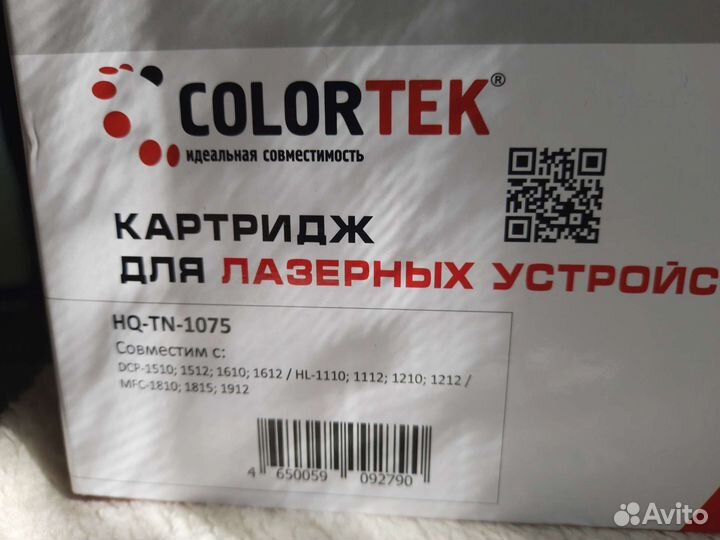 COLORTEK®
идеальная совместимость
КАРТРИДЖ
ДЛЯ ЛАЗЕРНЫХ УСТРОЙС
HQ-TN-1075
Совместим с:
DCP-1510; 1512; 1610; 1612 / HL-1110; 1112; 1210; 1212 /
MFC-1810; 1815; 1912
4 650059 092790
Avito